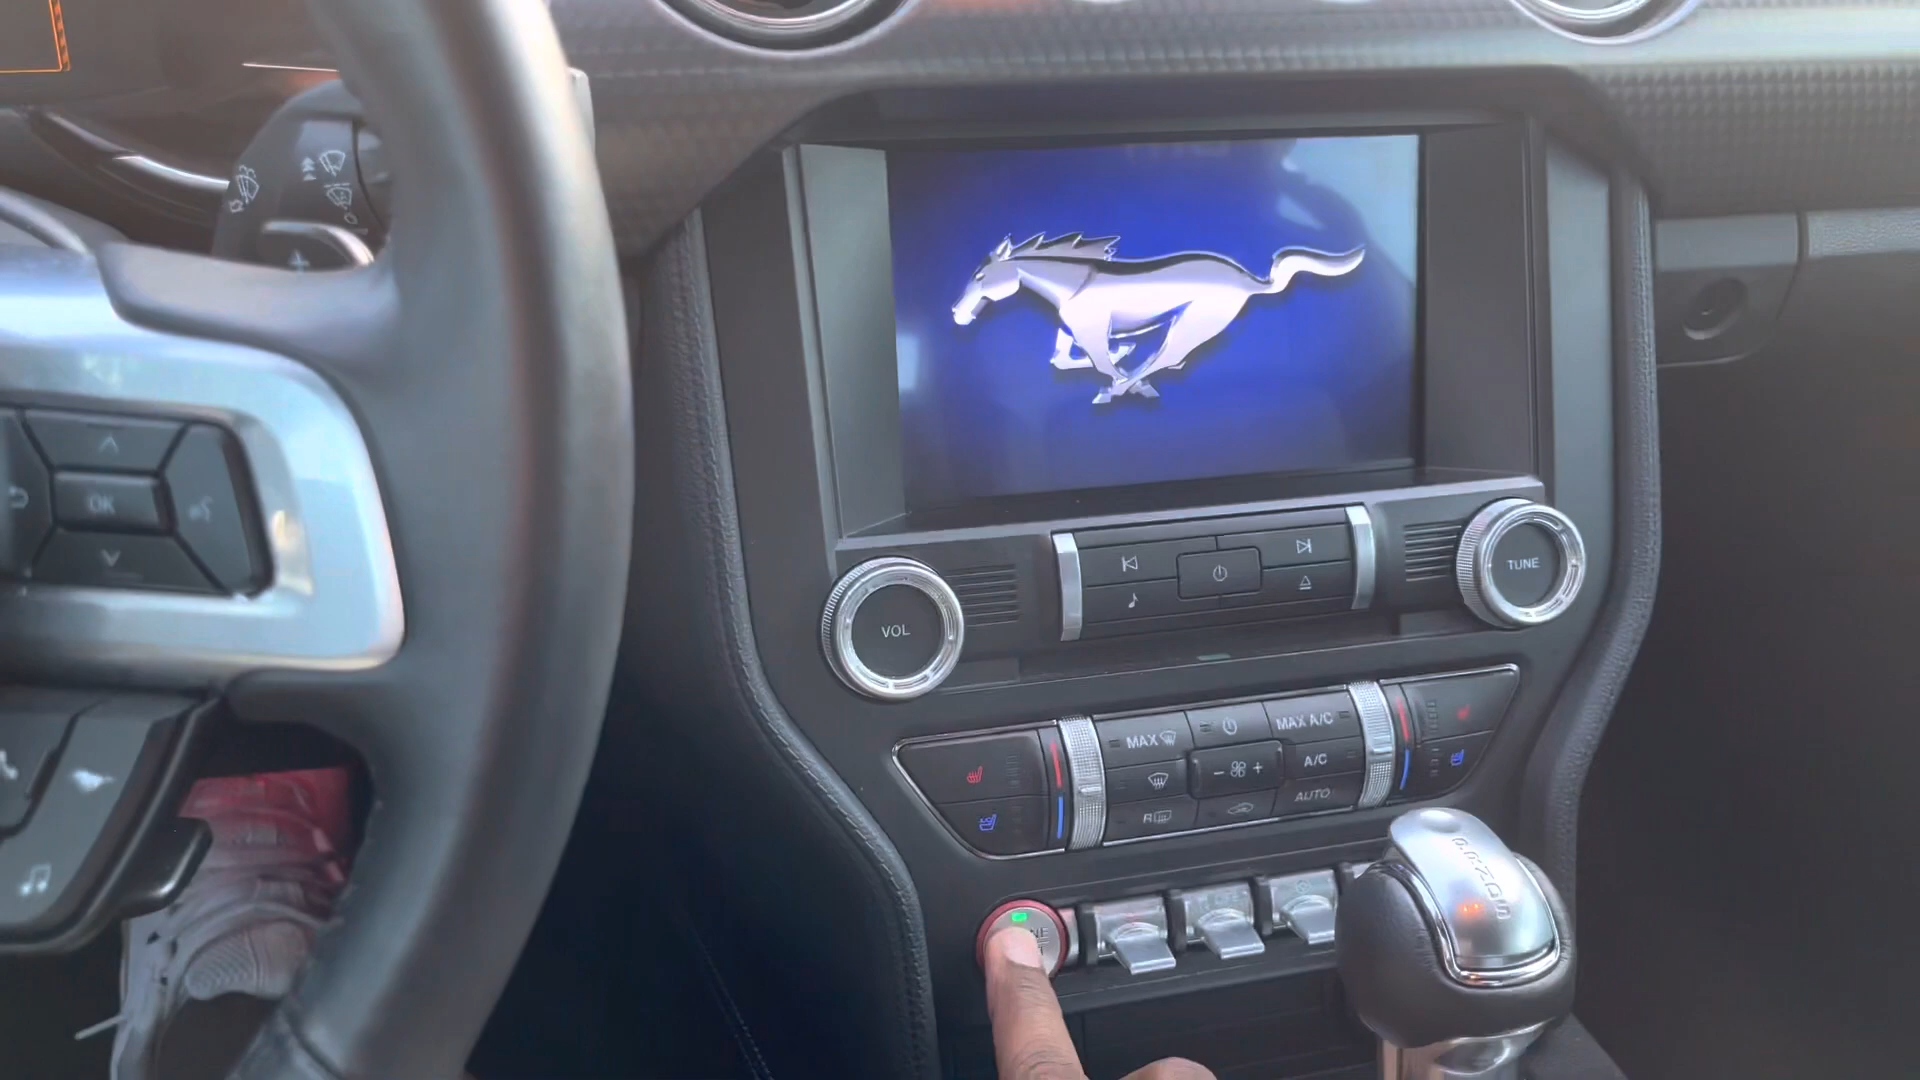 OK
VOL
TUNE
MAX
MAX A/C
A/C
AUTO
R